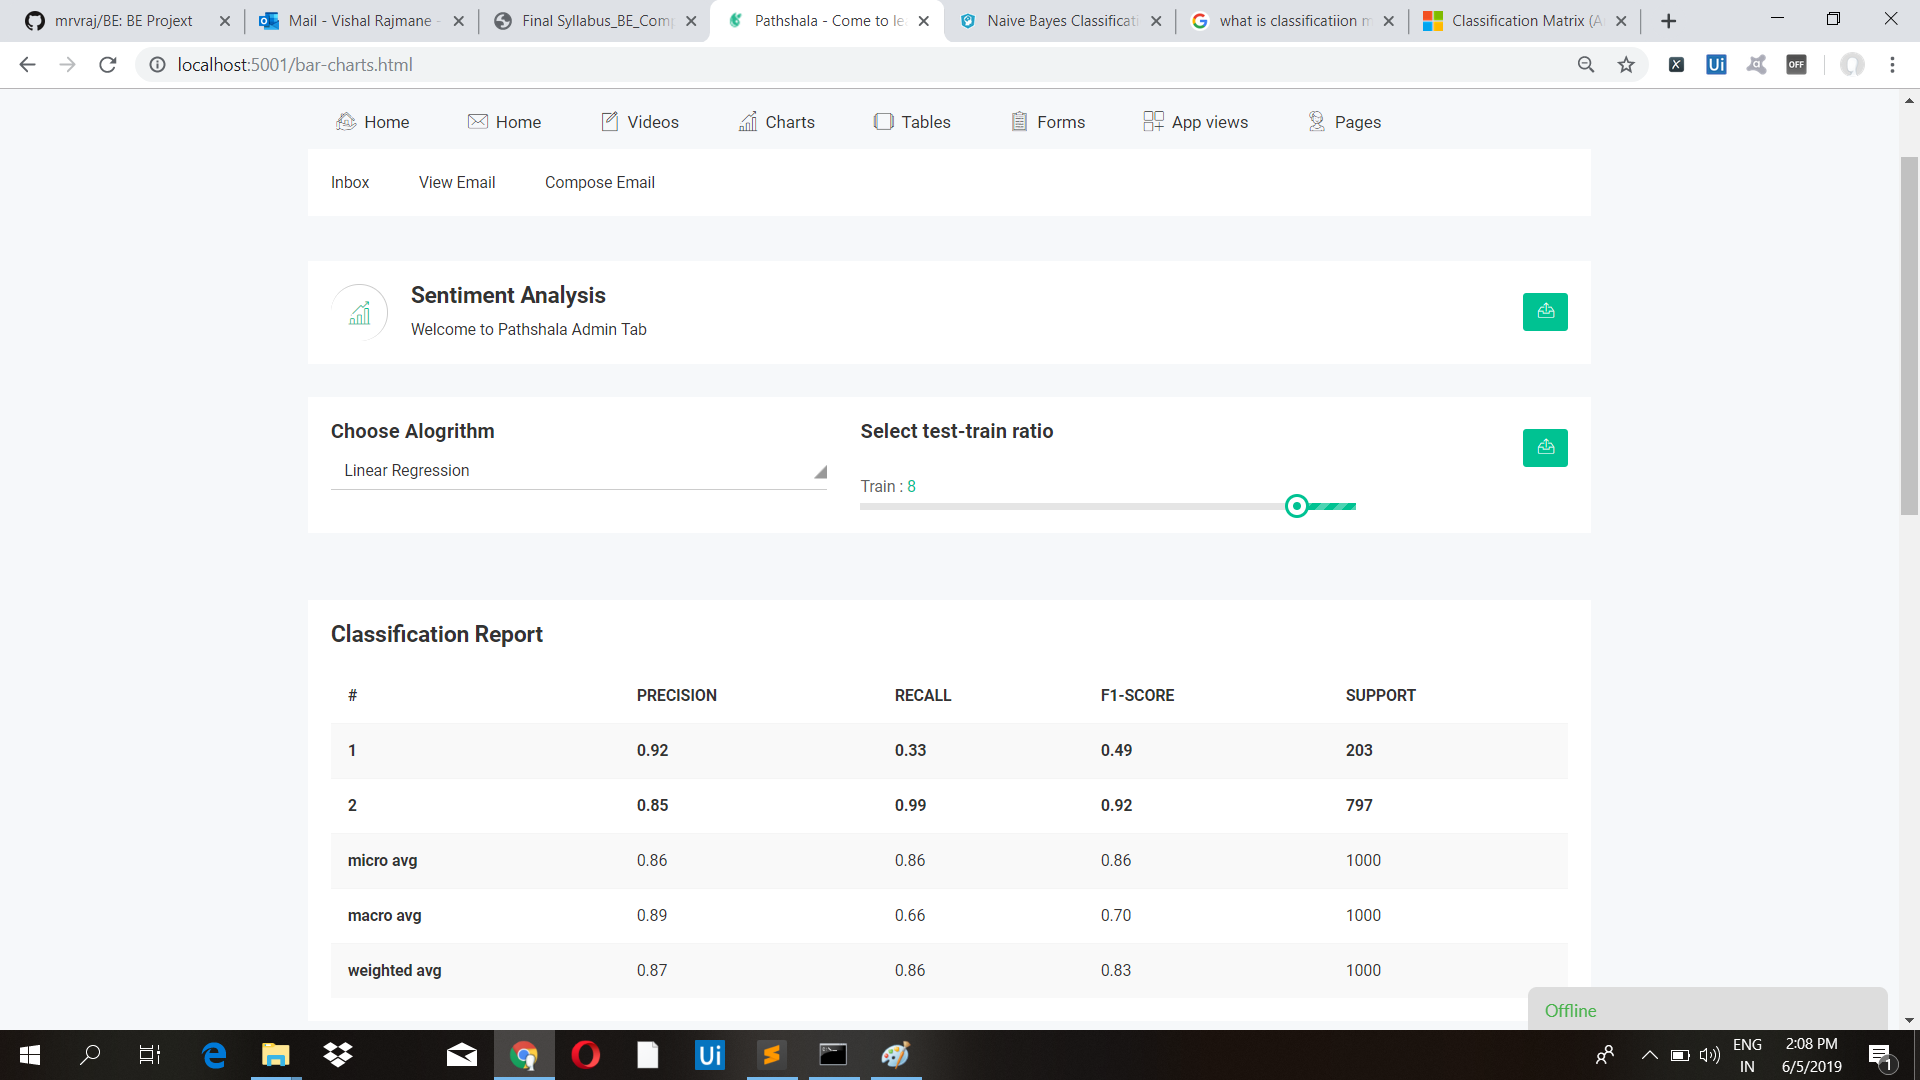 mrvraj/BE: BE Projext
Mail - Vishal Rajmane -
Final Syllabus_BE_Comp
Pathshala - Come to le
Naive Bayes Classificati
what is classificatiion m
Classification Matrix (A
localhost:5001/bar-charts.html
Ui
OFF
Home
Home
Videos
Charts
Tables
Forms
App views
Pages
Inbox
View Email
Compose Email
Sentiment Analysis
Welcome to Pathshala Admin Tab
Choose Alogrithm
Linear Regression
Select test-train ratio
Train : 8
Classification Report
# PRECISION RECALL F1-SCORE SUPPORT
1 0.92 0.33 0.49 203
2 0.85 0.99 0.92 797
micro avg 0.86 0.86 0.86 1000
macro avg 0.89 0.66 0.70 1000
weighted avg 0.87 0.86 0.83 1000
Offline
Ui
ENG
IN
2:08 PM
6/5/2019
1